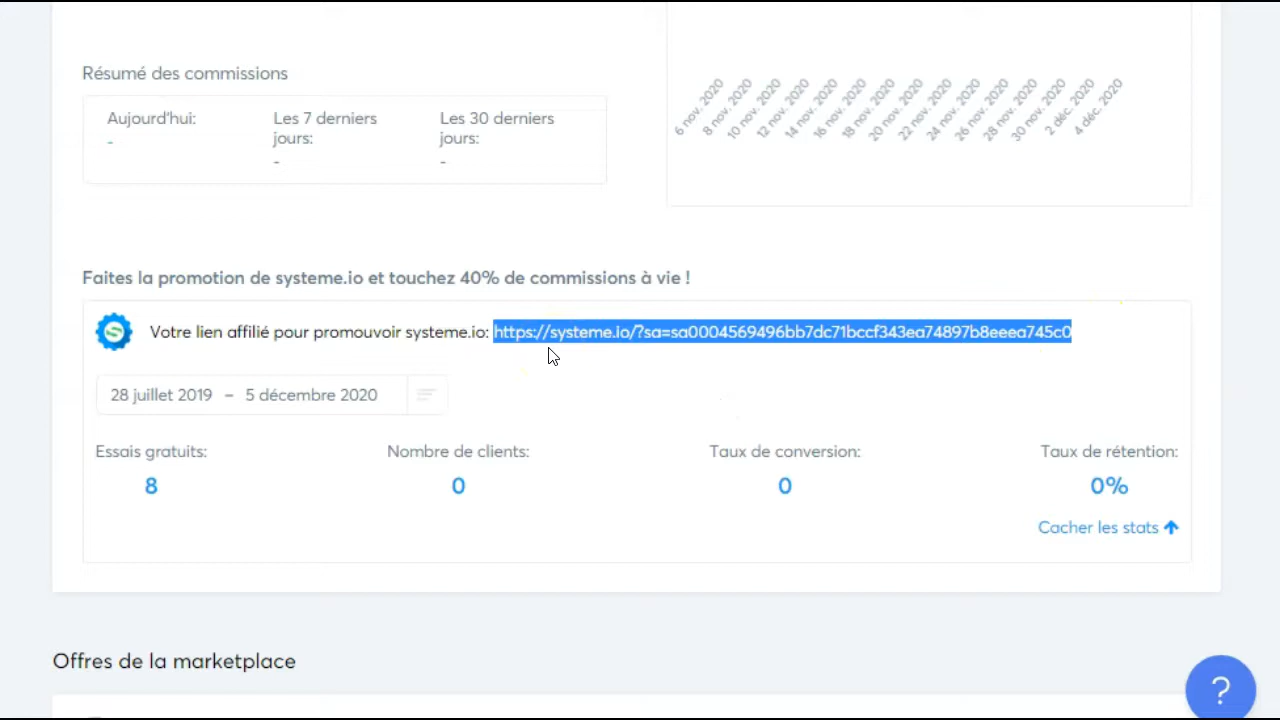 Résumé des commissions
Aujourd'hui:
-
Les 7 derniers
jours:
-
Les 30 derniers
jours:
-
6 nov. 2020
8 nov. 2020
10 nov. 2020
12 nov. 2020
14 nov. 2020
16 nov. 2020
18 nov. 2020
20 nov. 2020
22 nov. 2020
24 nov. 2020
26 nov. 2020
28 nov. 2020
30 nov. 2020
2 déc. 2020
4 déc. 2020
Faites la promotion de systeme.io et touchez 40% de commissions à vie !
Votre lien affilié pour promouvoir systeme.io: https://systeme.io/?sa=sa0004569496bb7dc71bccf343ea74897b8eeea745c0
28 juillet 2019 – 5 décembre 2020
Essais gratuits:
8
Nombre de clients:
0
Taux de conversion:
0
Taux de rétention:
0%
Cacher les stats
Offres de la marketplace
?